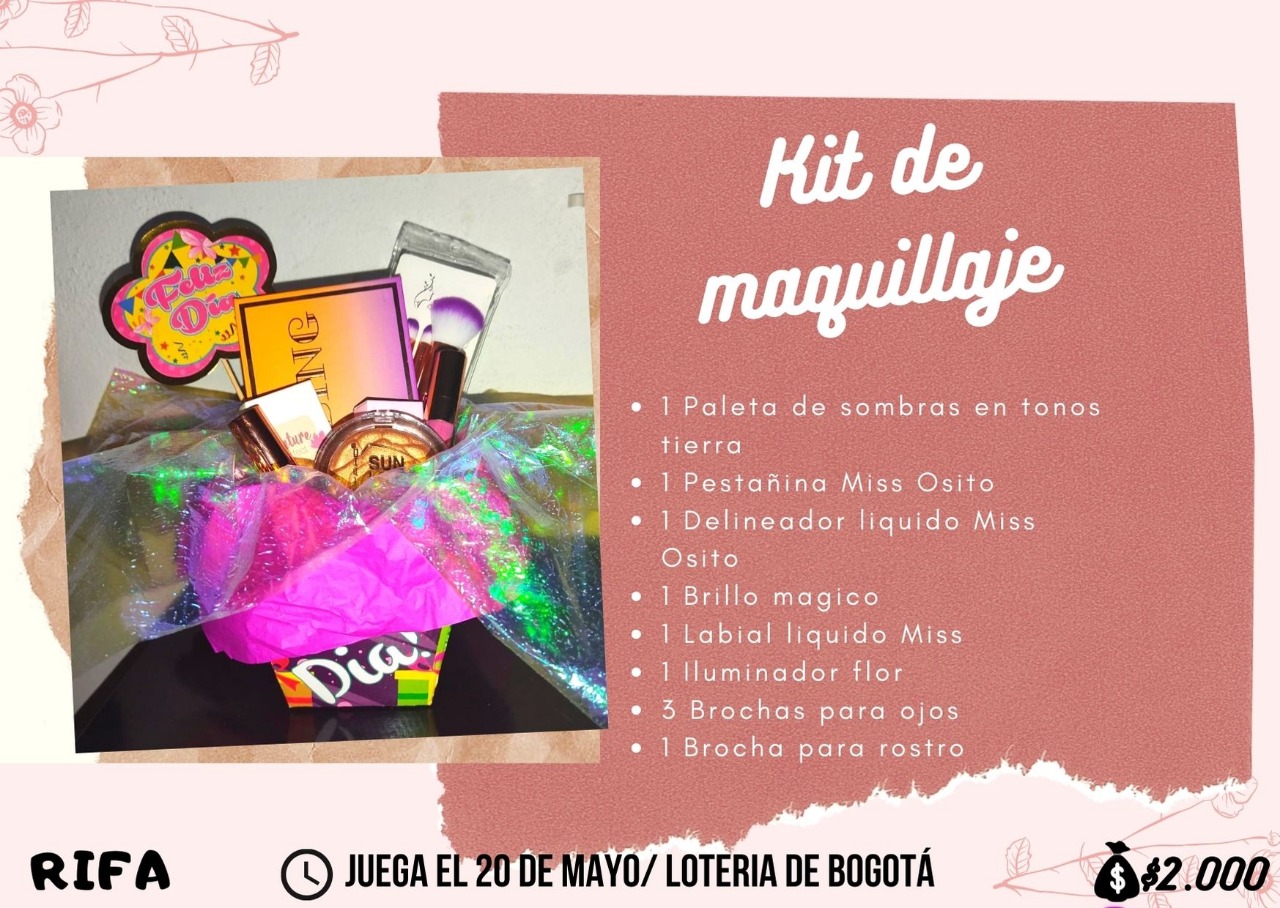 Kit de
maquillaje
Feliz
Día
SUN
Día!
• 1 Paleta de sombras en tonos
tierra
• 1 Pestañina Miss Osito
• 1 Delineador liquido Miss
Osito
• 1 Brillo magico
• 1 Labial liquido Miss
• 1 Iluminador flor
• 3 Brochas para ojos
• 1 Brocha para rostro
RIFA
JUEGA EL 20 DE MAYO/ LOTERIA DE BOGOTÁ
$
$2.000